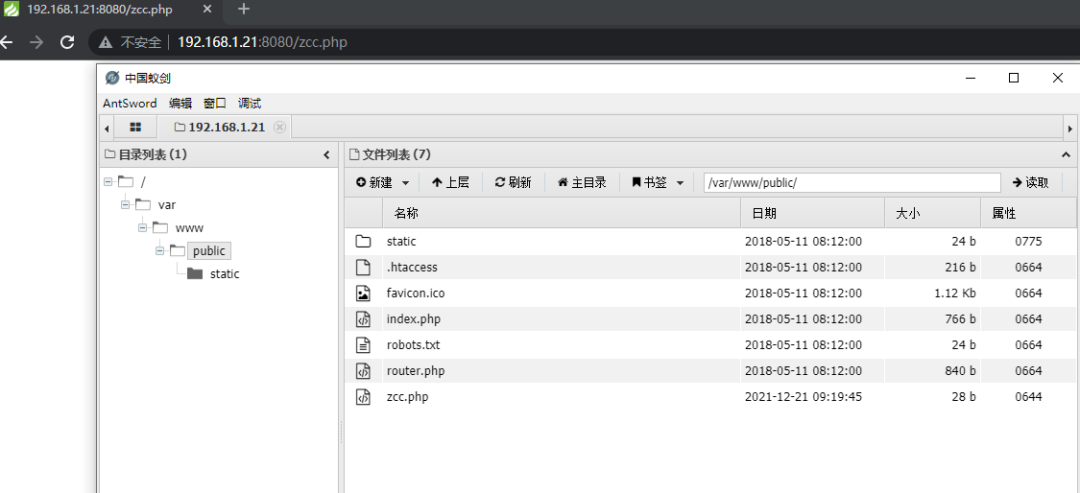 192.168.1.21:8080/zcc.php
不安全 192.168.1.21:8080/zcc.php
中国蚁剑
AntSword 编辑 窗口 调试
192.168.1.21
目录列表 (1)
文件列表 (7)
新建 上层 刷新 主目录 书签 /var/www/public/ 读取
/
var
www
public
static
名称 日期 大小 属性
static 2018-05-11 08:12:00 24 b 0775
.htaccess 2018-05-11 08:12:00 216 b 0664
favicon.ico 2018-05-11 08:12:00 1.12 Kb 0664
index.php 2018-05-11 08:12:00 766 b 0664
robots.txt 2018-05-11 08:12:00 24 b 0664
router.php 2018-05-11 08:12:00 840 b 0664
zcc.php 2021-12-21 09:19:45 28 b 0644